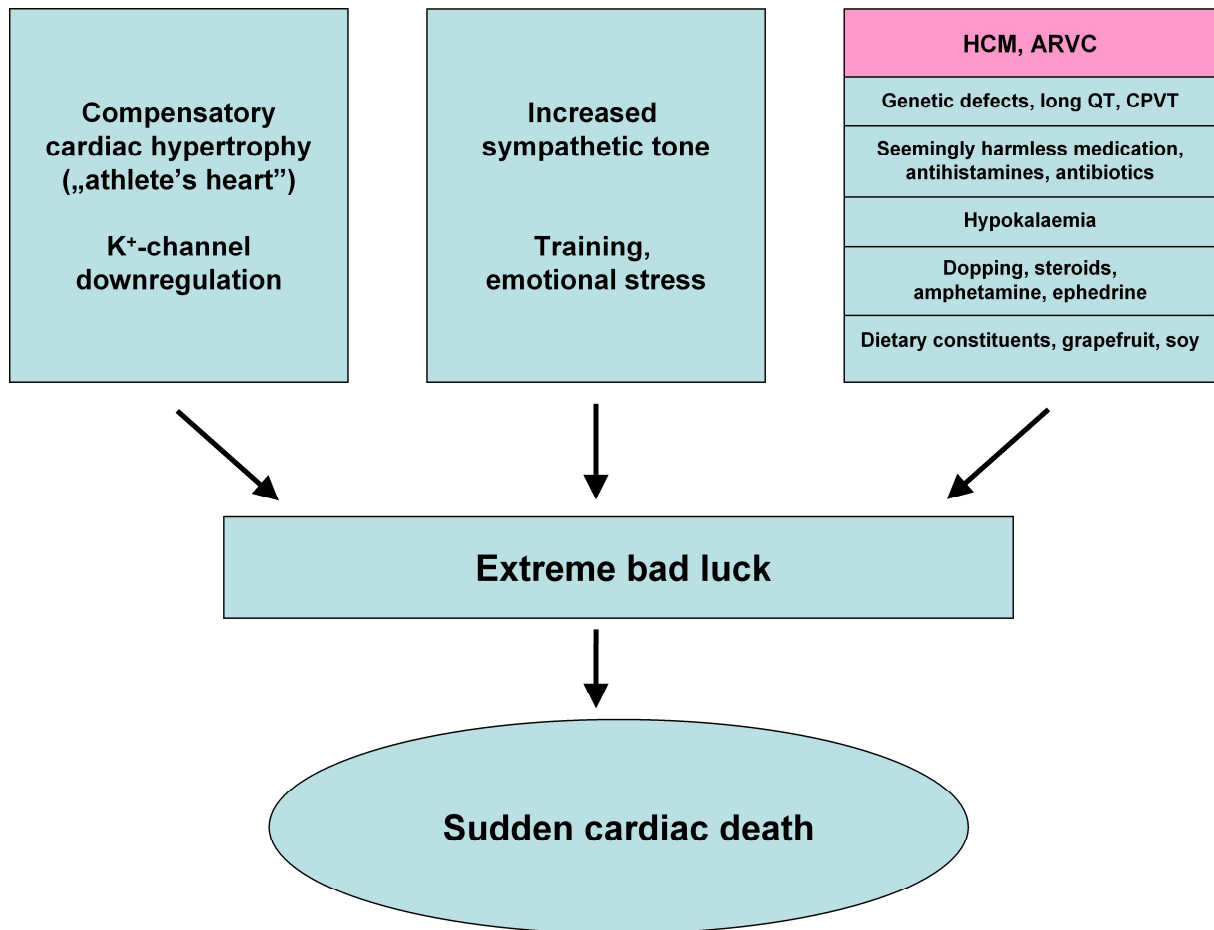 Compensatory
cardiac hypertrophy
(„athlete’s heart”)
K⁺-channel
downregulation
Increased
sympathetic tone
Training,
emotional stress
HCM, ARVC
Genetic defects, long QT, CPVT
Seemingly harmless medication,
antihistamines, antibiotics
Hypokalaemia
Dopping, steroids,
amphetamine, ephedrine
Dietary constituents, grapefruit, soy
Extreme bad luck
Sudden cardiac death